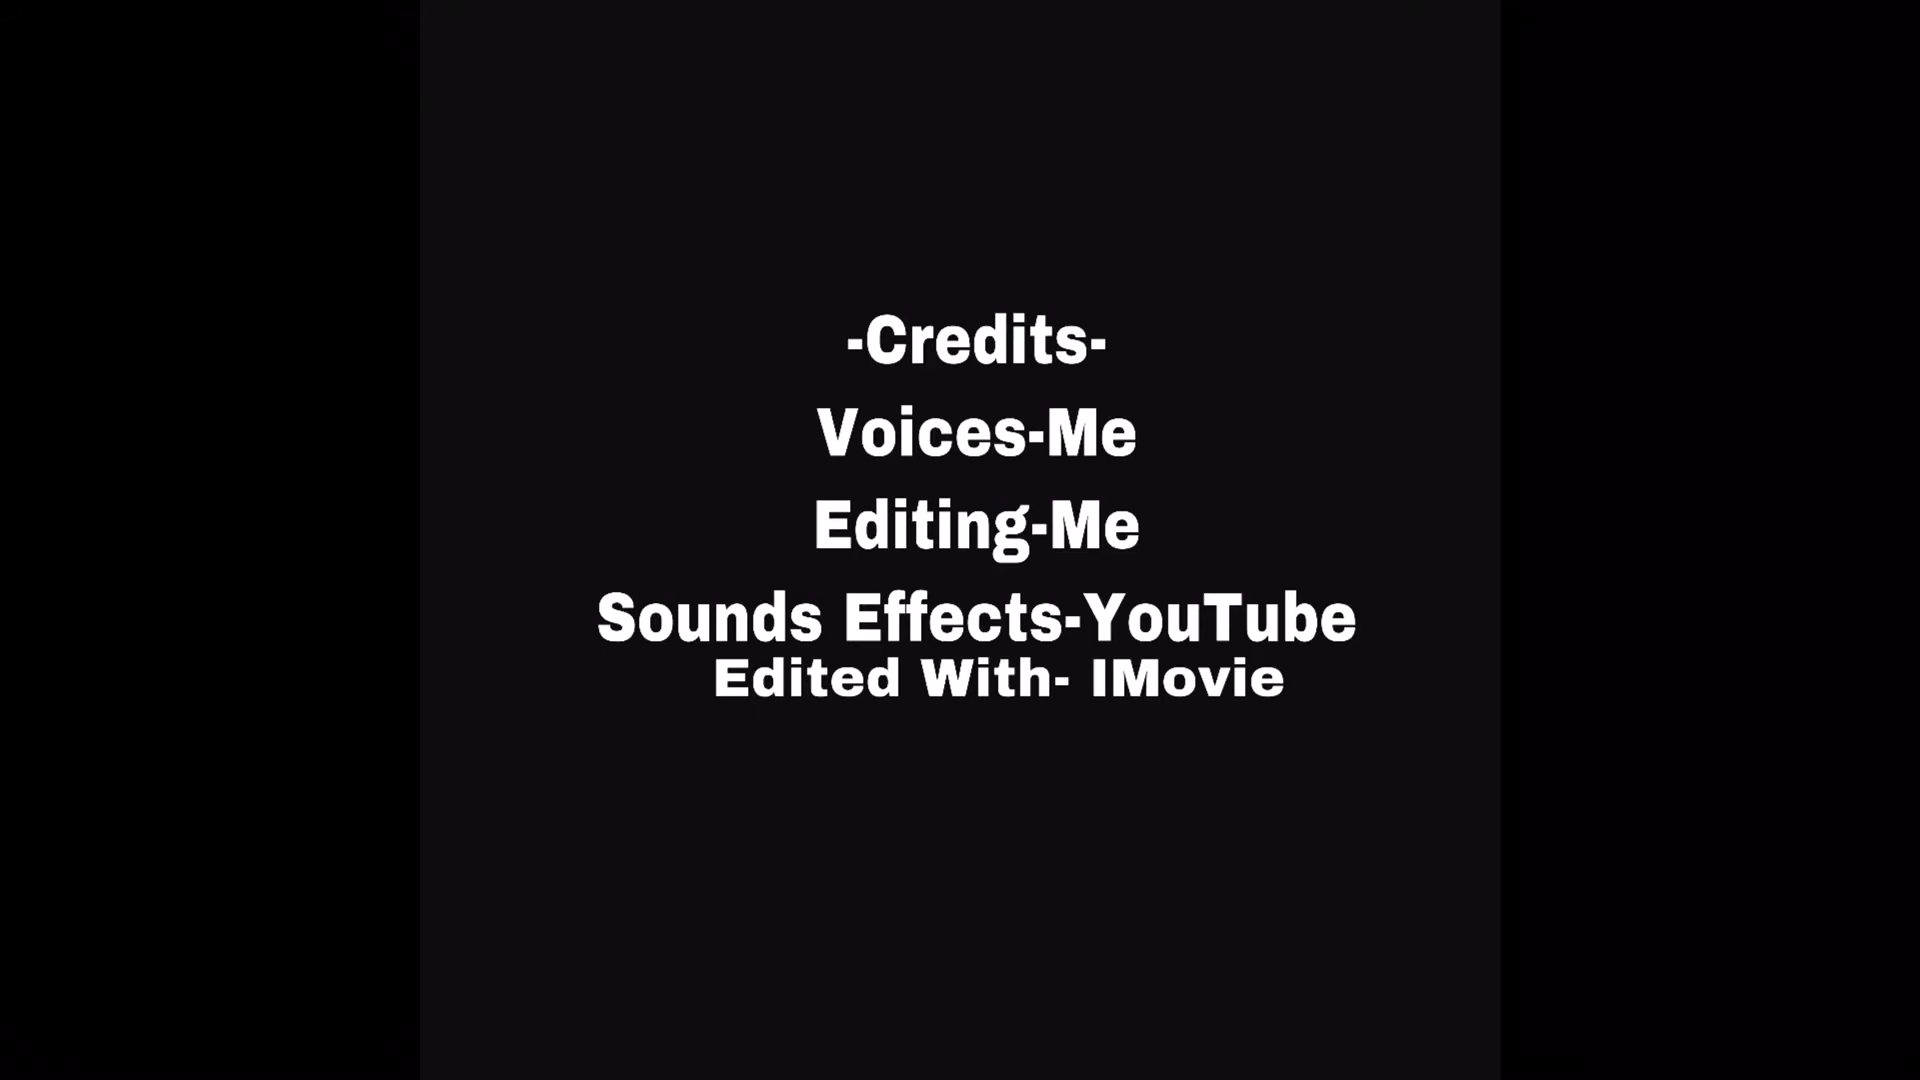 -Credits-
Voices-Me
Editing-Me
Sounds Effects-YouTube
Edited With- IMovie